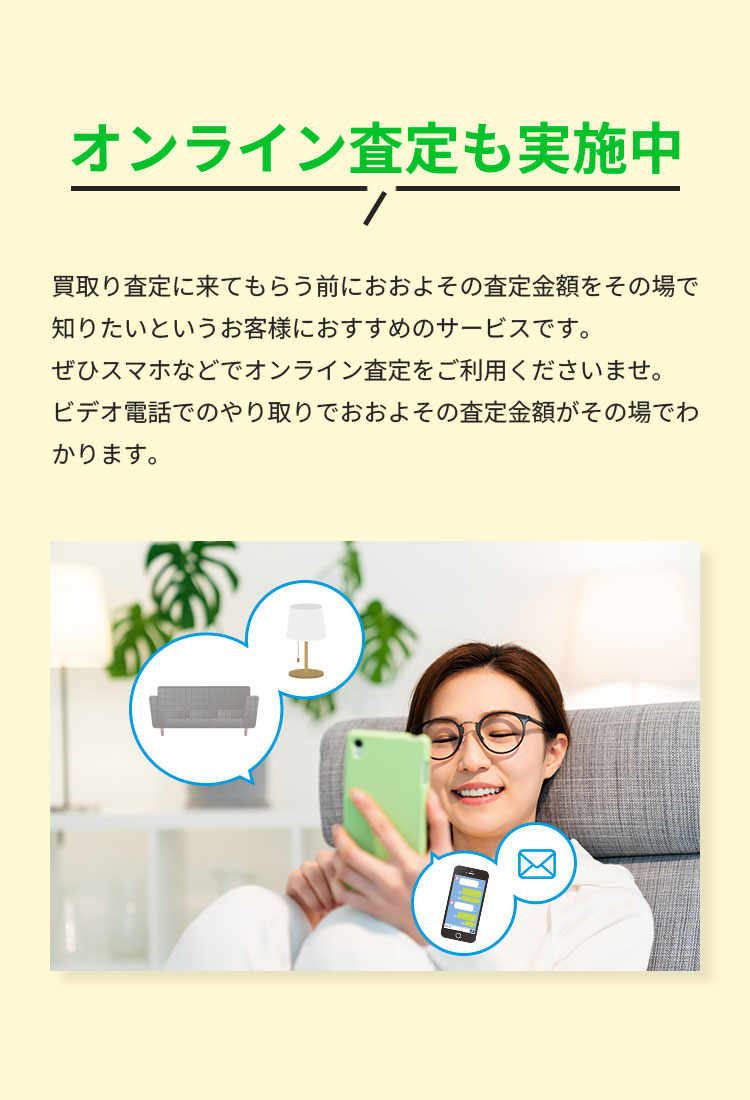 オンライン査定も実施中
買取り査定に来てもらう前におおよその査定金額をその場で
知りたいというお客様におすすめのサービスです。
ぜひスマホなどでオンライン査定をご利用くださいませ。
ビデオ電話でのやり取りでおおよその査定金額がその場でわ
かります。